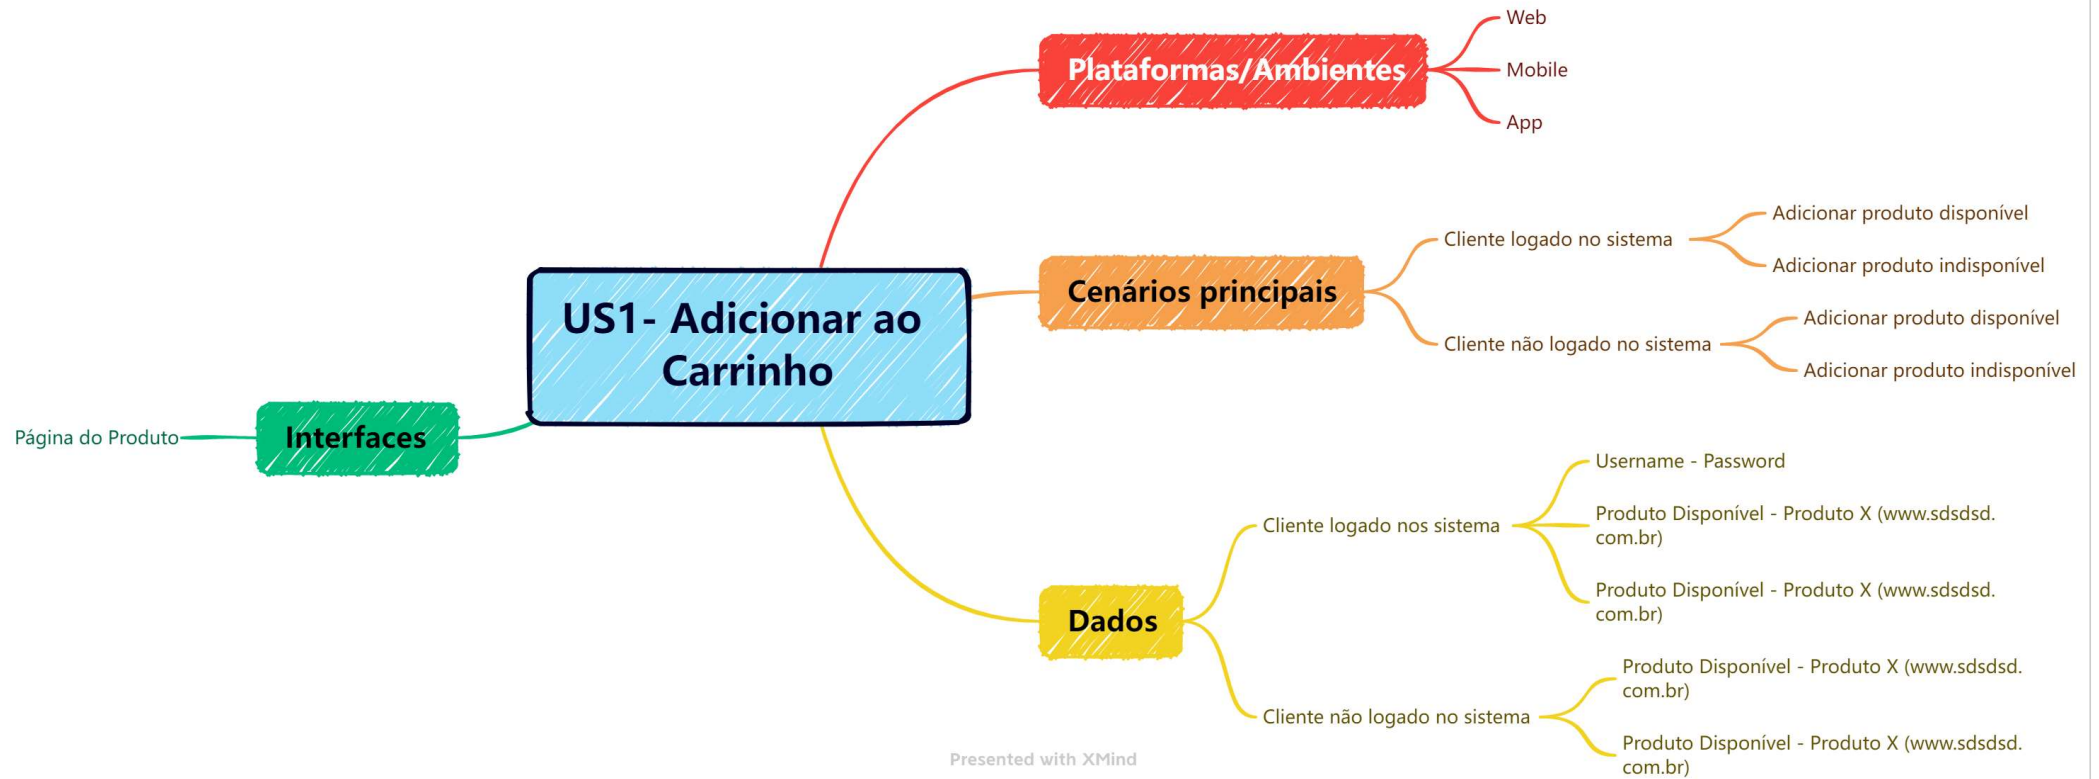 Web
Plataformas/Ambientes
Mobile
App
Adicionar produto disponível
Cliente logado no sistema
Adicionar produto indisponível
Cenários principais
US1- Adicionar ao
Carrinho
Adicionar produto disponível
Cliente não logado no sistema
Adicionar produto indisponível
Página do Produto
Interfaces
Username - Password
Produto Disponível - Produto X (www.sdsdsd.
com.br)
Cliente logado nos sistema
Produto Disponível - Produto X (www.sdsdsd.
com.br)
Dados
Produto Disponível - Produto X (www.sdsdsd.
com.br)
Cliente não logado no sistema
Produto Disponível - Produto X (www.sdsdsd.
com.br)
Presented with XMind